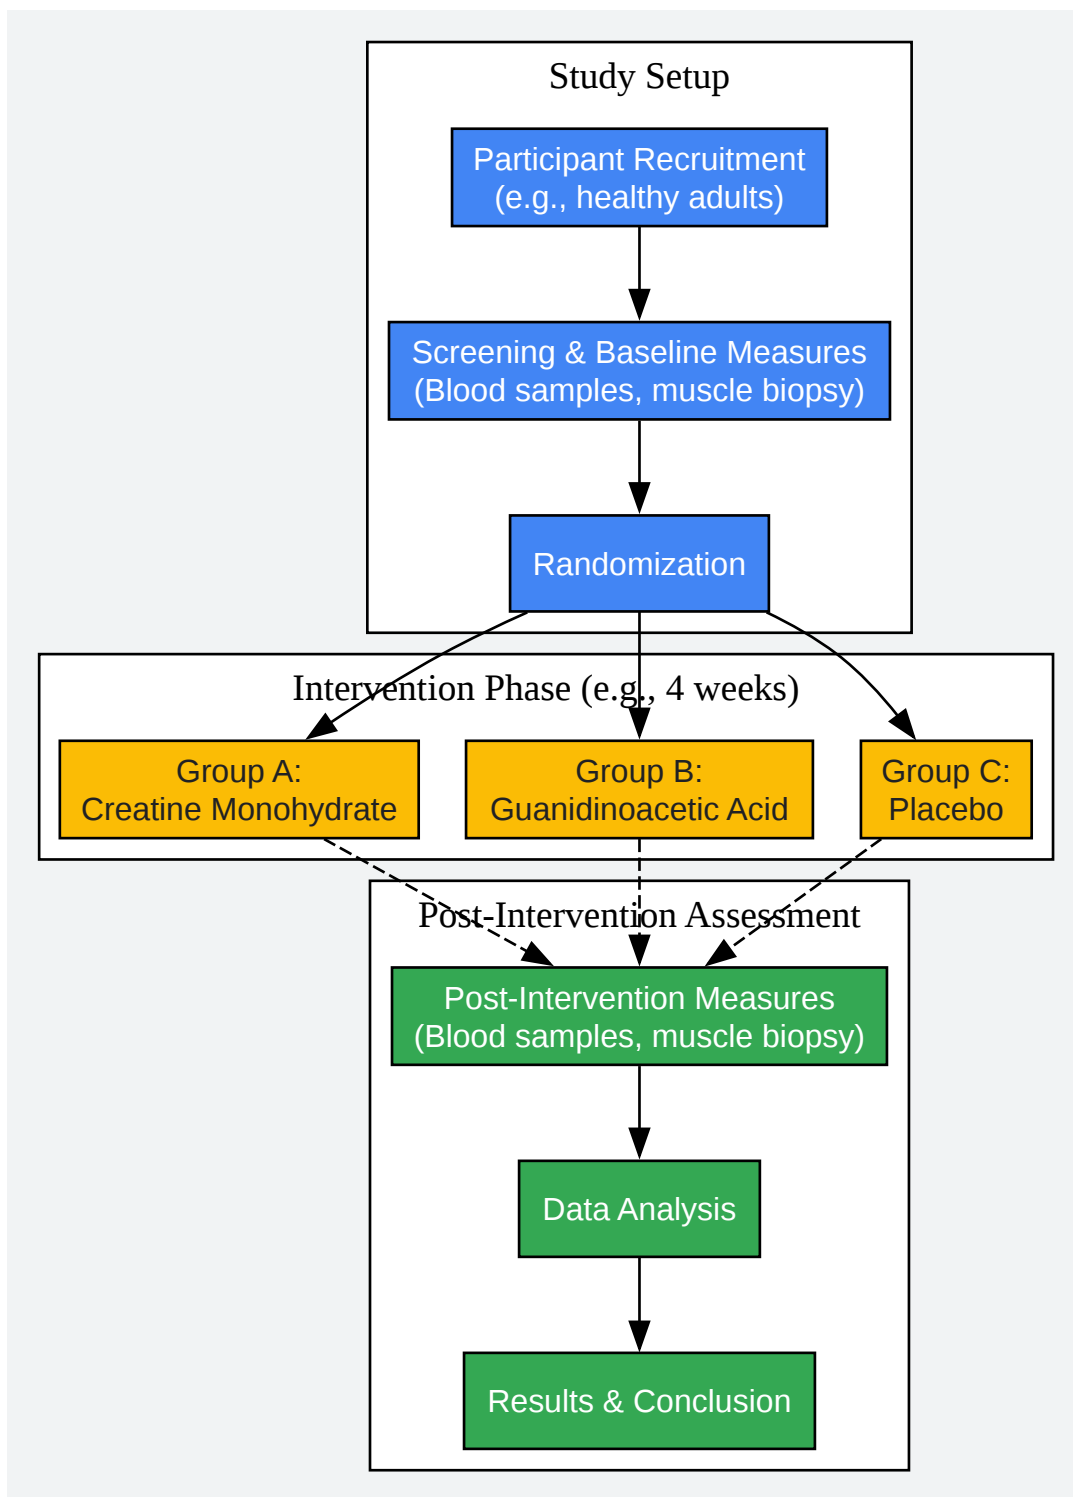 Study Setup
Participant Recruitment
(e.g., healthy adults)
Screening & Baseline Measures
(Blood samples, muscle biopsy)
Randomization
Intervention Phase (e.g., 4 weeks)
Group A:
Creatine Monohydrate
Group B:
Guanidinoacetic Acid
Group C:
Placebo
Post-Intervention Assessment
Post-Intervention Measures
(Blood samples, muscle biopsy)
Data Analysis
Results & Conclusion